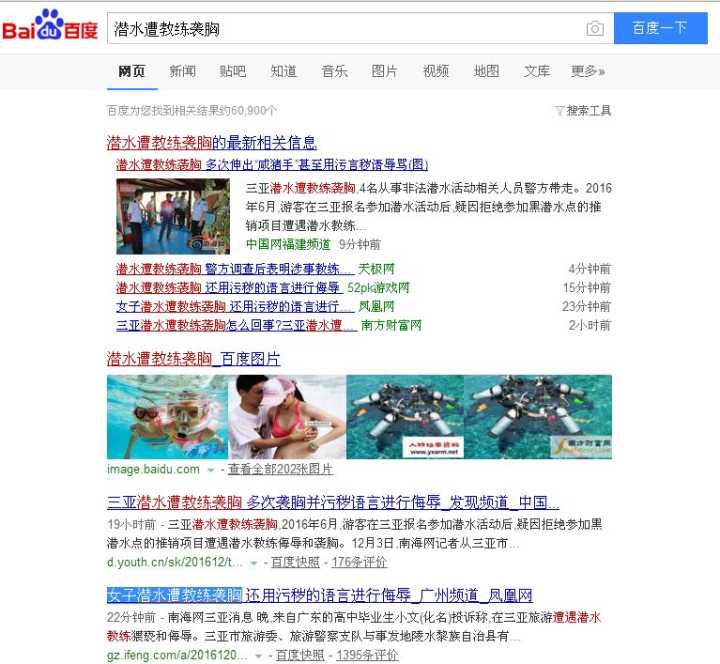 Bai du 百度 潜水遭教练袭胸 百度一下
网页 新闻 贴吧 知道 音乐 图片 视频 地图 文库 更多»
百度为您找到相关结果约60,900个 搜索工具
潜水遭教练袭胸的最新相关信息
潜水遭教练袭胸 多次伸出“咸猪手”甚至用污言秽语辱骂(图)
三亚潜水遭教练袭胸,4名从事非法潜水活动相关人员警方带走。2016
年6月,游客在三亚报名参加潜水活动后,疑因拒绝参加黑潜水点的推
销项目遭遇潜水教练...
中国网福建频道 9分钟前
潜水遭教练袭胸 警方调查后表明涉事教练... 天极网 4分钟前
潜水遭教练袭胸 还用污秽的语言进行侮辱 52pk游戏网 15分钟前
女子潜水遭教练袭胸 还用污秽的语言进行... 凤凰网 23分钟前
三亚潜水遭教练袭胸怎么回事?三亚潜水遭... 南方财富网 2小时前
潜水遭教练袭胸_百度图片
www.yxarm.net
南方财富网
image.baidu.com - 查看全部202张图片
三亚潜水遭教练袭胸 多次袭胸并污秽语言进行侮辱_发现频道_中国...
19小时前 - 三亚潜水遭教练袭胸,2016年6月,游客在三亚报名参加潜水活动后,疑因拒绝参加黑
潜水点的推销项目遭遇潜水教练侮辱和袭胸。12月3日,南海网记者从三亚市...
d.youth.cn/sk/201612/t... - 百度快照 - 176条评价
女子潜水遭教练袭胸 还用污秽的语言进行侮辱_广州频道_凤凰网
22分钟前 - 南海网三亚消息 晚,来自广东的高中毕业生小文(化名)投诉称,在三亚旅游遭遇潜水
教练猥亵和侮辱。三亚市旅游委、旅游警察支队与事发地陵水黎族自治县有...
gz.ifeng.com/a/2016120... - 百度快照 - 1395条评价